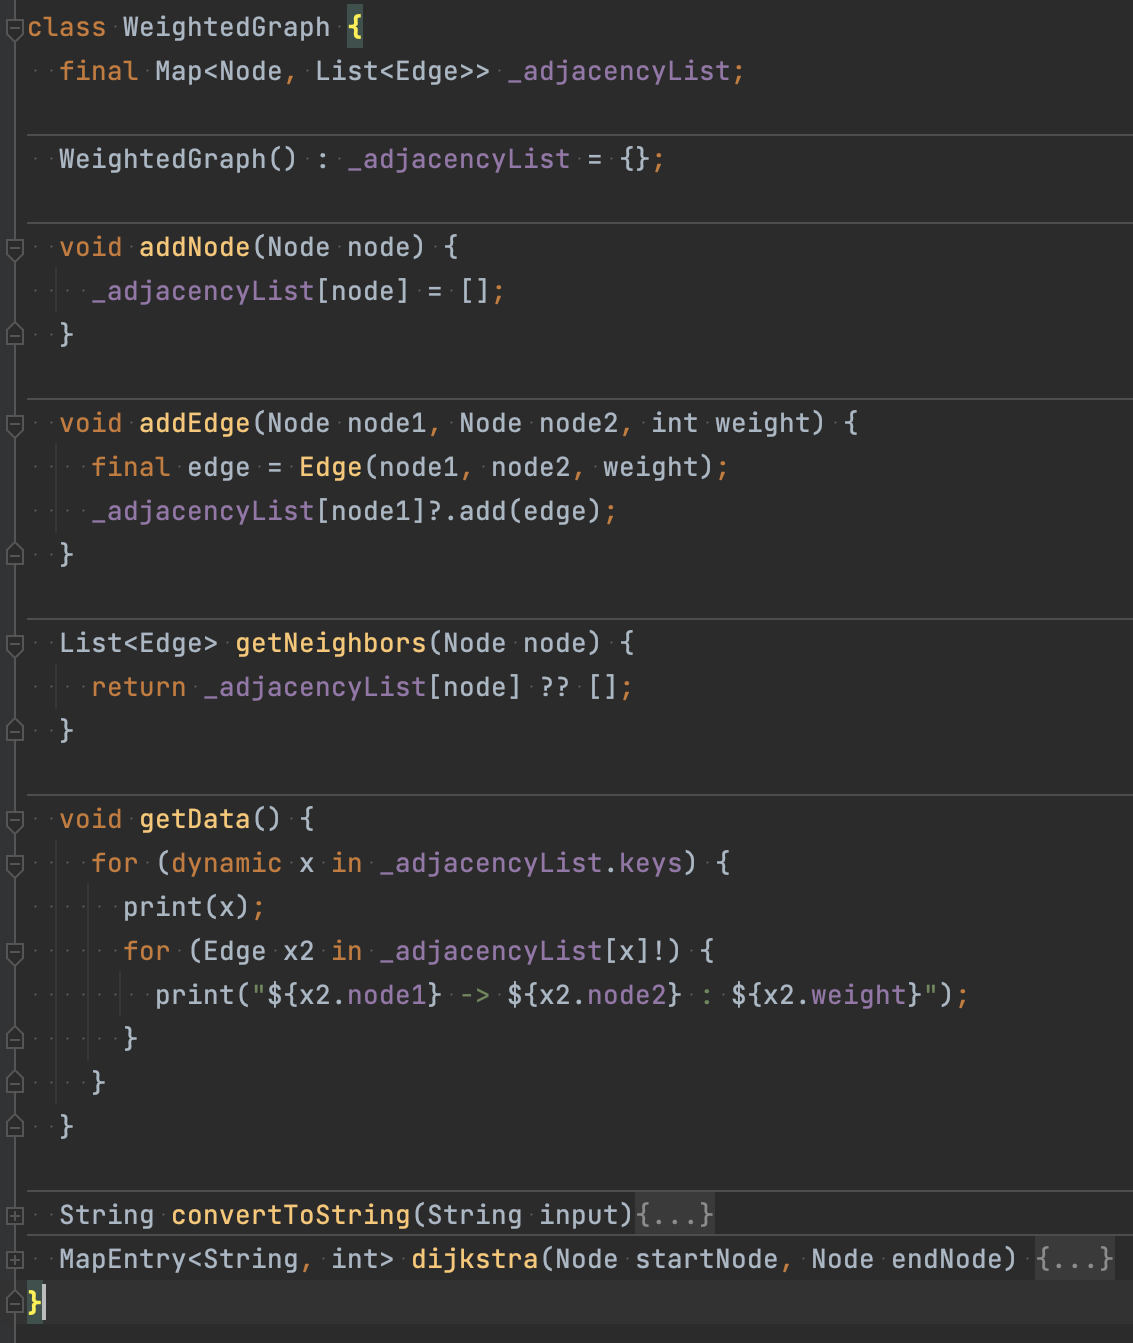 class WeightedGraph {
  final Map<Node, List<Edge>> _adjacencyList;
  WeightedGraph() : _adjacencyList = {};
  void addNode(Node node) {
    _adjacencyList[node] = [];
  }
  void addEdge(Node node1, Node node2, int weight) {
    final edge = Edge(node1, node2, weight);
    _adjacencyList[node1]?.add(edge);
  }
  List<Edge> getNeighbors(Node node) {
    return _adjacencyList[node] ?? [];
  }
  void getData() {
    for (dynamic x in _adjacencyList.keys) {
      print(x);
      for (Edge x2 in _adjacencyList[x]!) {
        print("${x2.node1} -> ${x2.node2} : ${x2.weight}");
      }
    }
  }
  String convertToString(String input){...}
  MapEntry<String, int> dijkstra(Node startNode, Node endNode) {...}
}